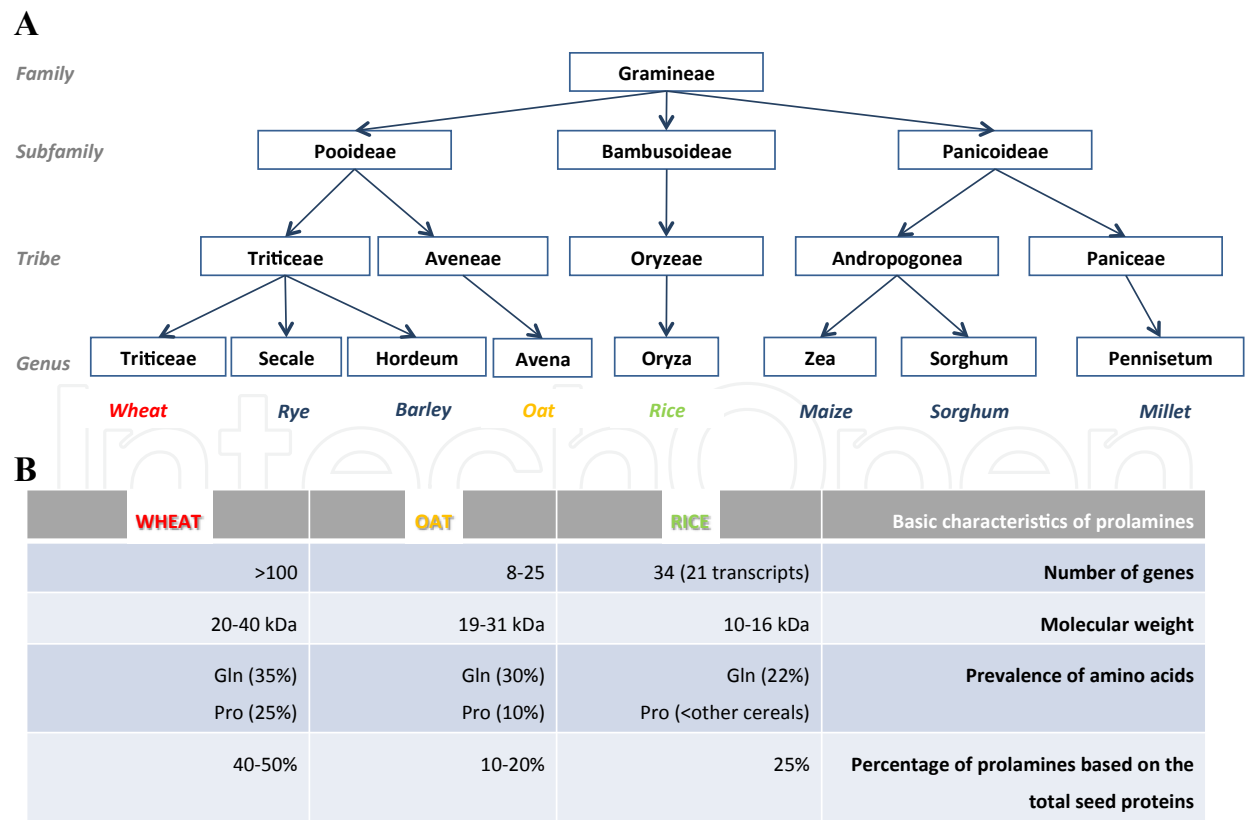 A
Family
Gramineae
Subfamily
Pooideae Bambusoideae Panicoideae
Tribe
Triticeae Aveneae Oryzeae Andropogonea Paniceae
Genus
Triticeae Secale Hordeum Avena Oryza Zea Sorghum Pennisetum
Wheat Rye Barley Oat Rice Maize Sorghum Millet
IntechOpen
B
WHEAT OAT RICE Basic characteristics of prolamines
>100 8-25 34 (21 transcripts) Number of genes
20-40 kDa 19-31 kDa 10-16 kDa Molecular weight
Gln (35%) Gln (30%) Gln (22%) Prevalence of amino acids
Pro (25%) Pro (10%) Pro (<other cereals)
40-50% 10-20% 25% Percentage of prolamines based on the
total seed proteins